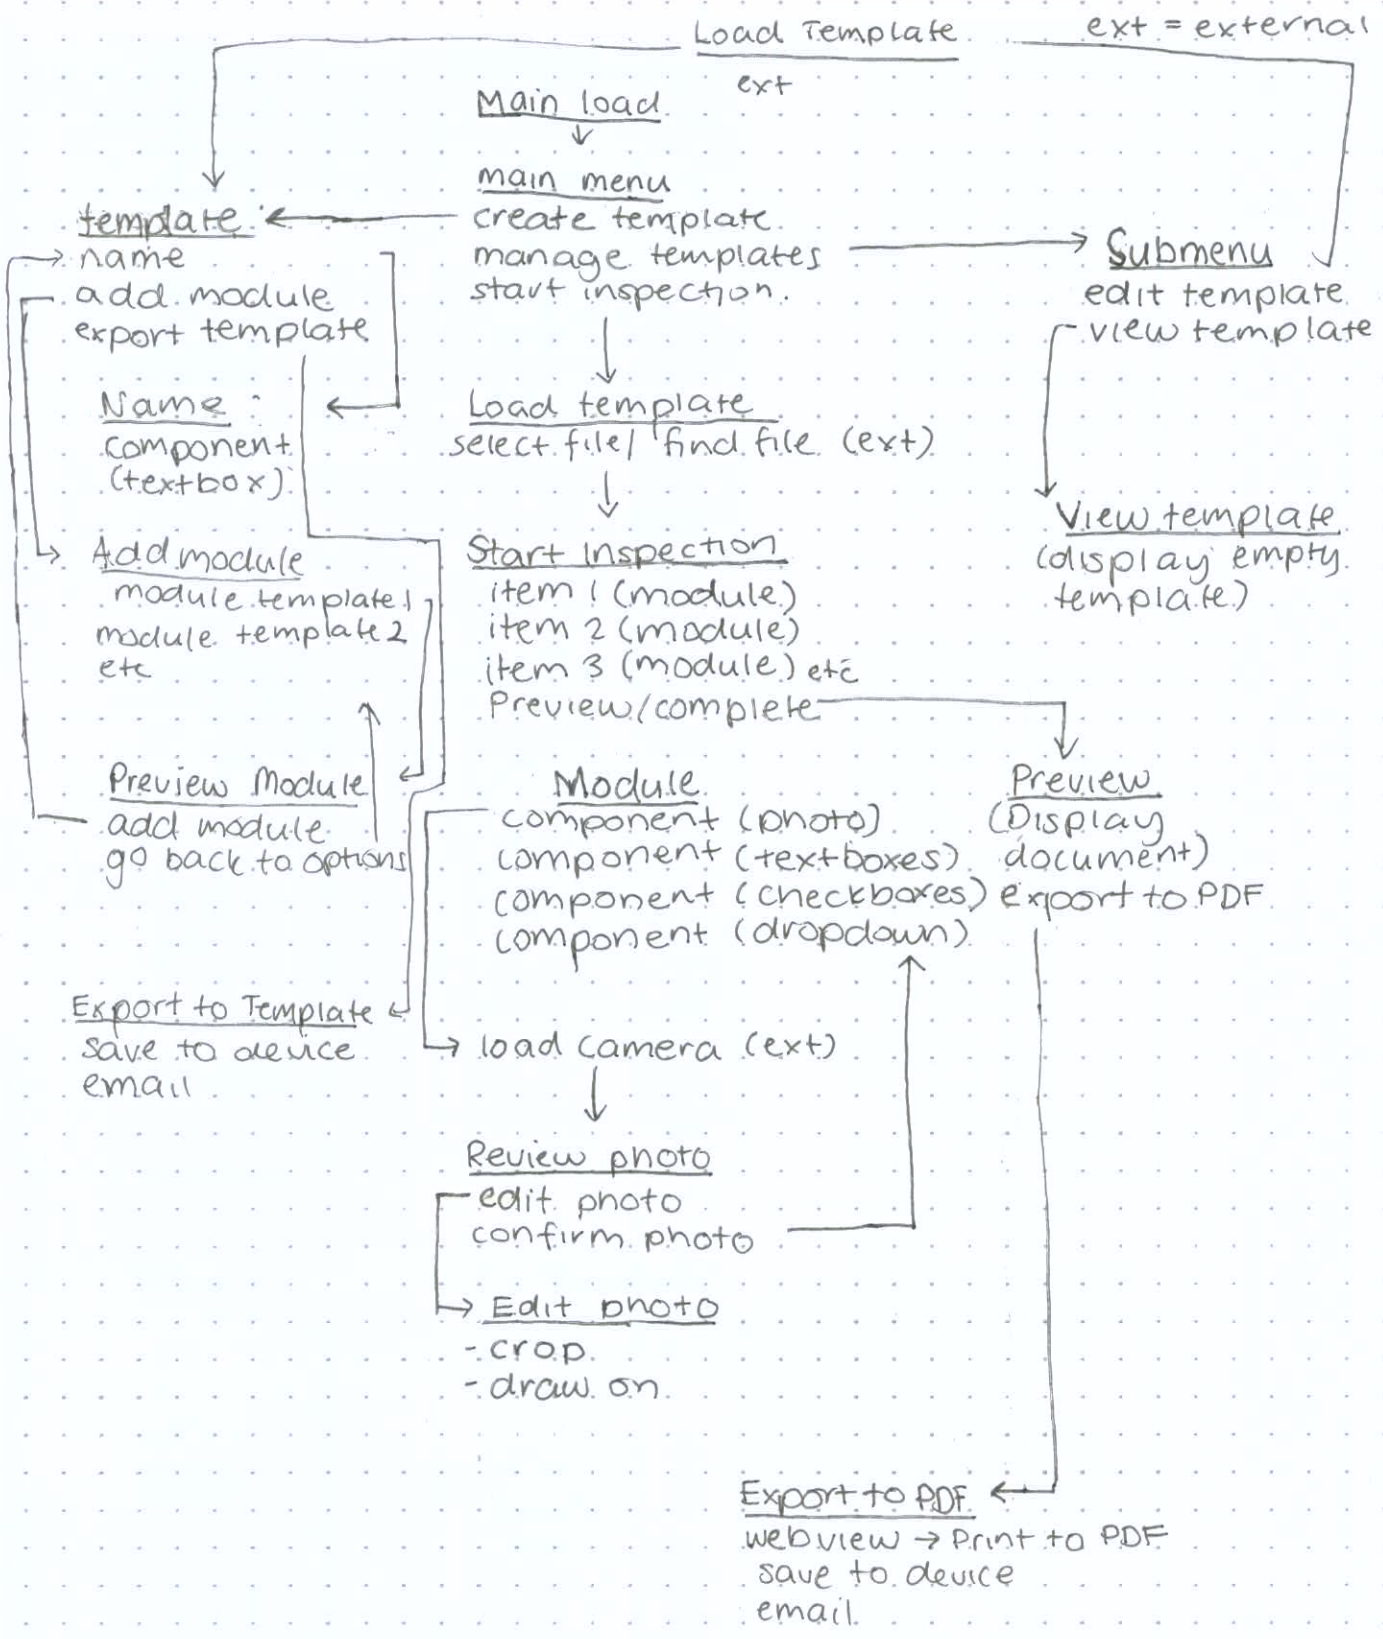 Load Template
ext = external
ext
Main load
main menu
create template
manage templates
start inspection
template
name
add module
export template
Submenu
edit template
view template
Name
component
(textbox)
Load template
select file/ find file (ext)
View template
(display empty
template)
Add module
module template 1
module template 2
etc
Start Inspection
item 1 (module)
item 2 (module)
item 3 (module) etc
Preview/complete
Preview Module
add module
go back to options
Module
component (photo)
component (textboxes)
component (checkboxes)
component (dropdown)
Preview
(Display
document)
export to PDF
Export to Template
save to device
email
load camera (ext)
Review photo
edit photo
confirm photo
Edit photo
- crop
- draw on
Export to PDF
webview → Print to PDF
save to device
email